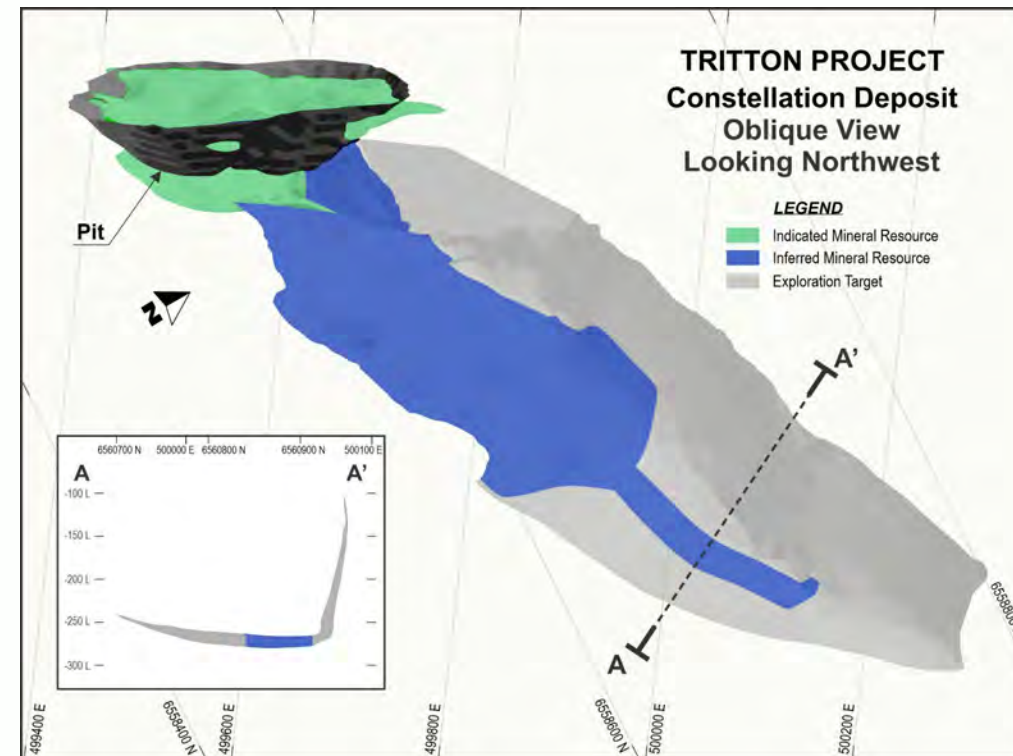 TRITTON PROJECT
Constellation Deposit
Oblique View
Looking Northwest
LEGEND
Indicated Mineral Resource
Inferred Mineral Resource
Exploration Target
Pit
N
A'
A
6560700 N 500000 E 6560800 N 6560900 N 500100 E
A A'
-100 L
-150 L
-200 L
-250 L
-300 L
499400 E
6558400 N
499600 E
499800 E
6558600 N
500000 E
500200 E
6558800